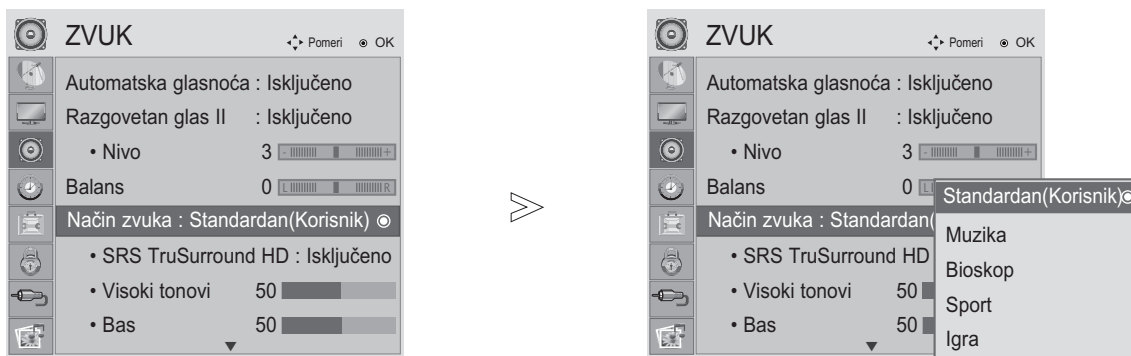 ZVUK
Pomeri OK
Automatska glasnoća : Isključeno
Razgovetan glas II : Isključeno
• Nivo 3 - +
Balans 0 L R
Način zvuka : Standardan(Korisnik)
• SRS TruSurround HD : Isključeno
• Visoki tonovi 50
• Bas 50
>
ZVUK
Pomeri OK
Automatska glasnoća : Isključeno
Razgovetan glas II : Isključeno
• Nivo 3 - +
Balans 0 L
Način zvuka : Standardan(
• SRS TruSurround HD
• Visoki tonovi 50
• Bas 50
Standardan(Korisnik)
Muzika
Bioskop
Sport
Igra